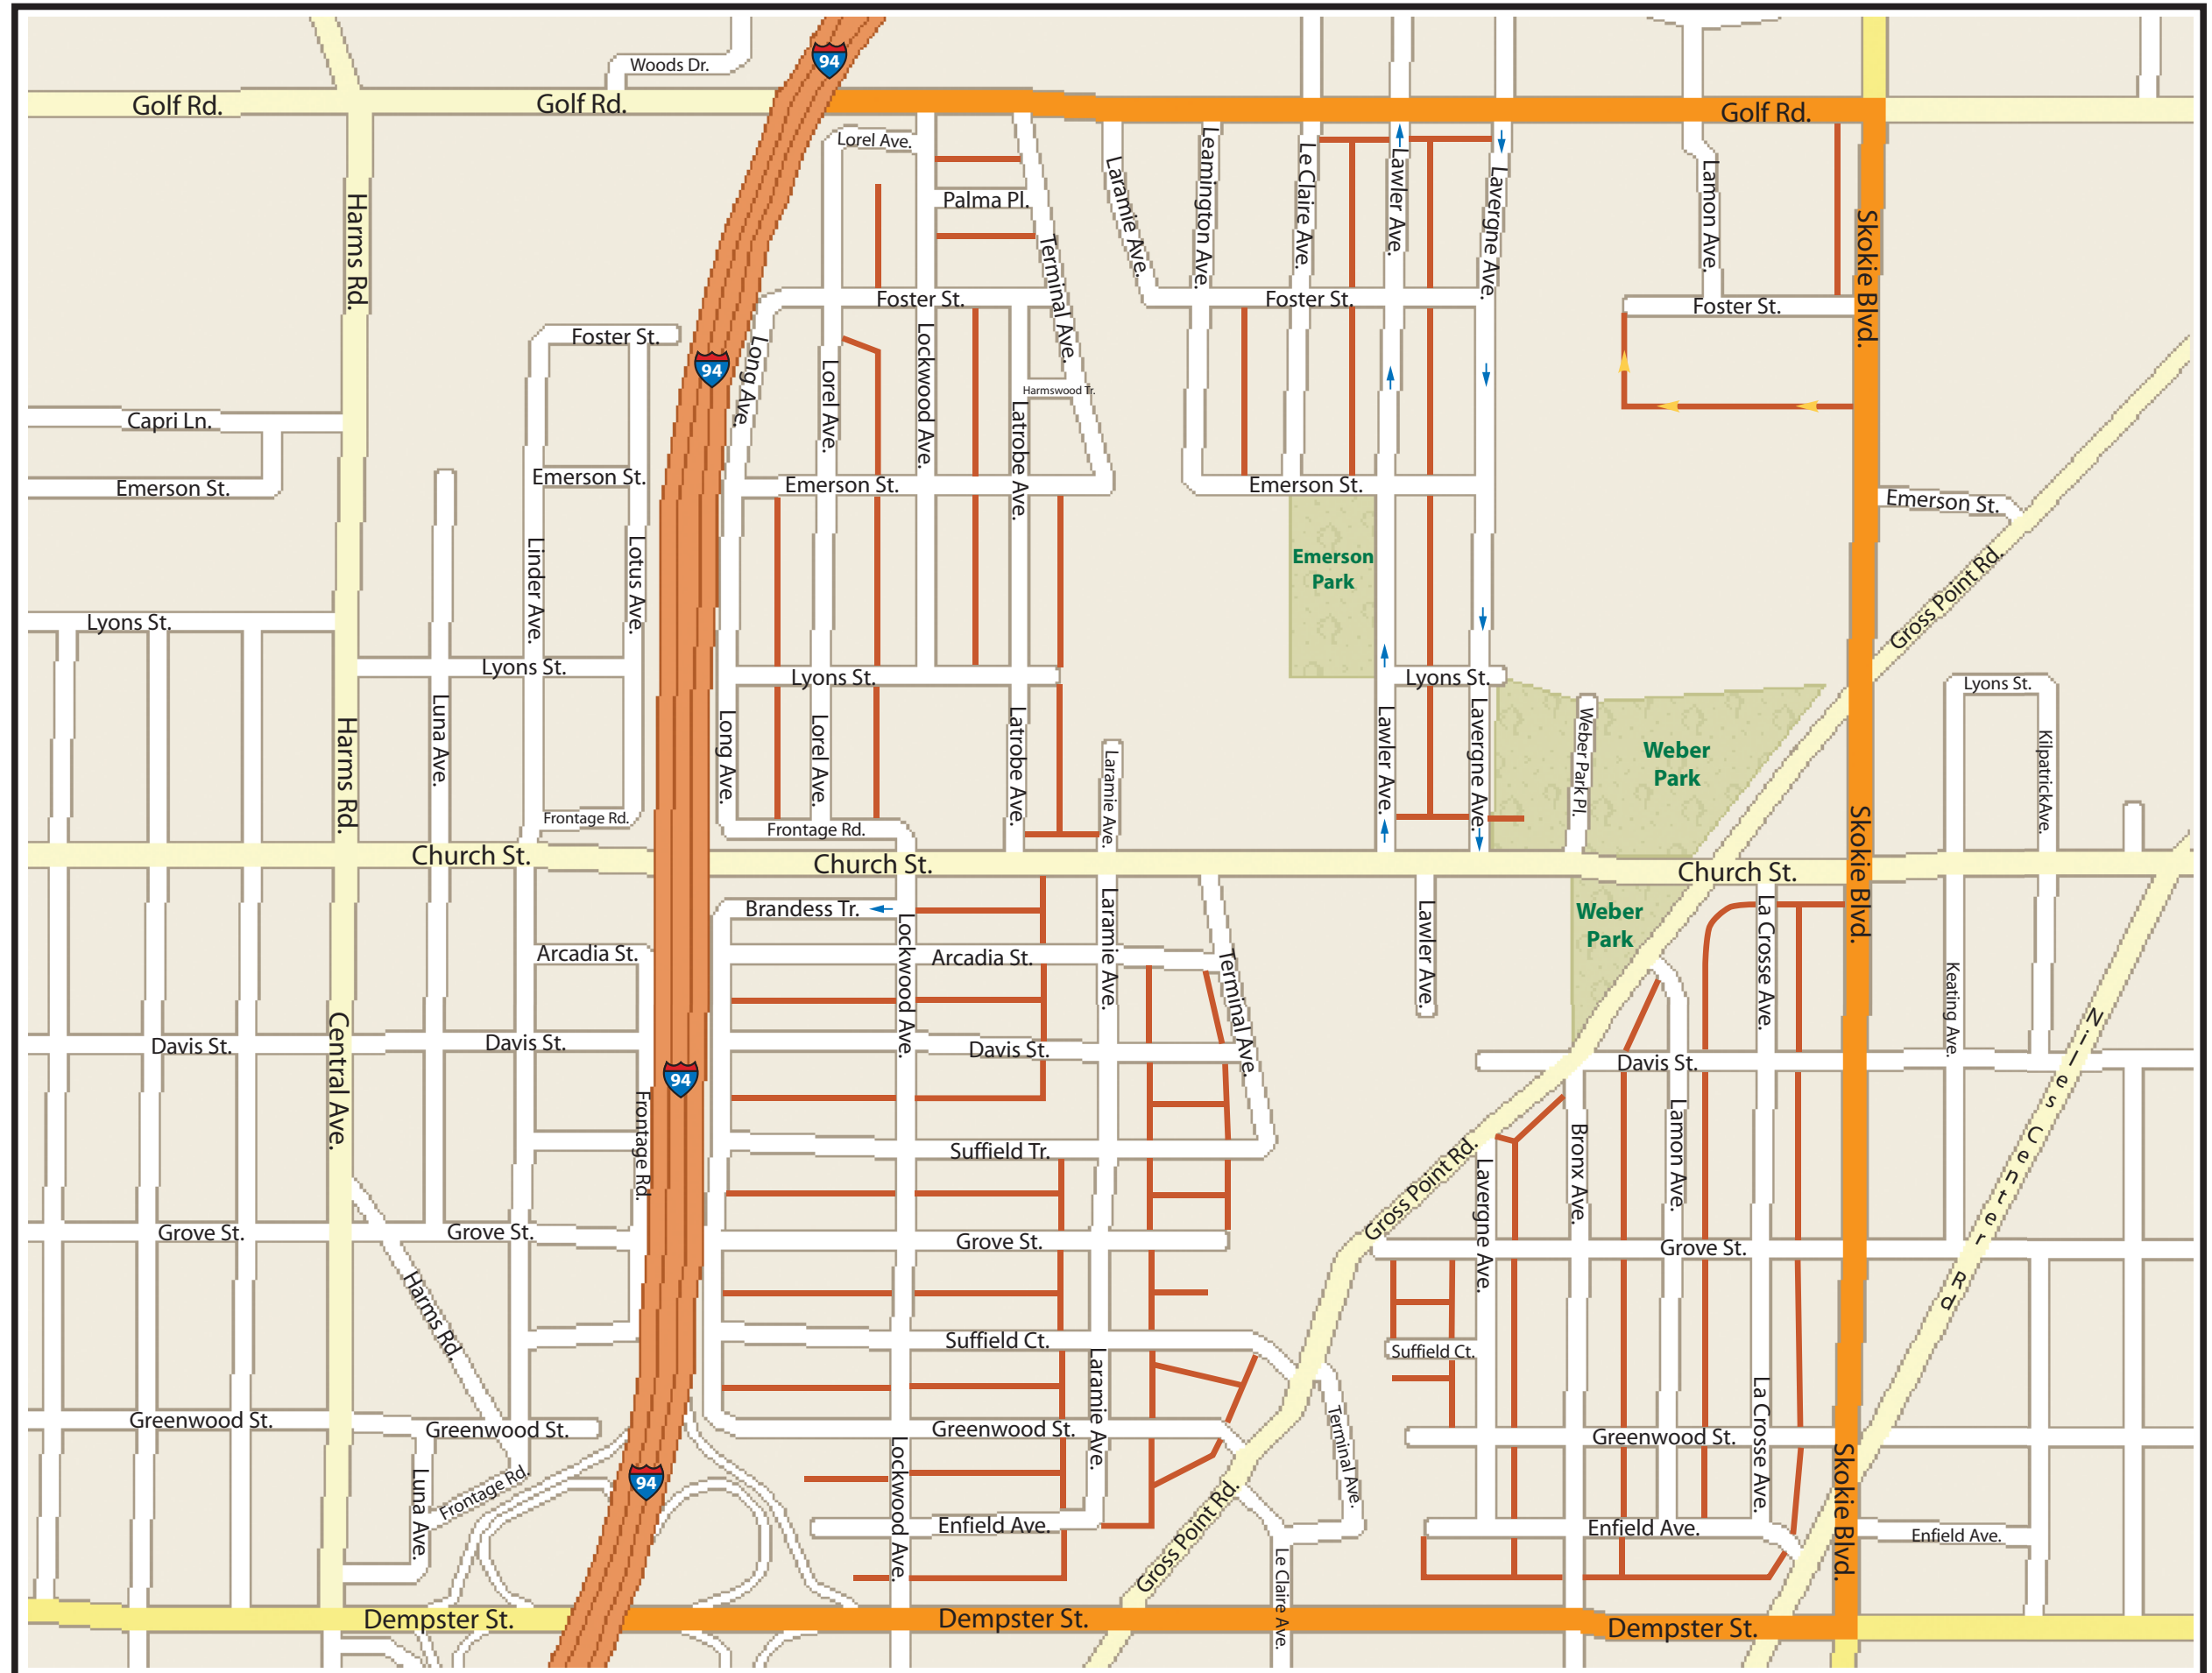 94
Woods Dr.
Golf Rd.
Golf Rd.
Golf Rd.
Lorel Ave.
Palma Pl.
Harms Rd.
Terminal Ave.
Laramie Ave.
Leamington Ave.
Le Claire Ave.
Lawler Ave.
Lavergne Ave.
Lamon Ave.
Skokie Blvd.
Foster St.
Foster St.
Foster St.
Foster St.
94
Long Ave.
Lorel Ave.
Lockwood Ave.
Latrobe Ave.
Harmswood Tr.
Capri Ln.
Emerson St.
Emerson St.
Emerson St.
Emerson St.
Emerson St.
Linder Ave.
Lotus Ave.
Emerson
Park
Gross Point Rd.
Lyons St.
Lyons St.
Lyons St.
Lyons St.
Lyons St.
Harms Rd.
Luna Ave.
Long Ave.
Lorel Ave.
Latrobe Ave.
Laramie Ave.
Lawler Ave.
Lavergne Ave.
Weber Park Pl.
Weber
Park
KilpatrickAve.
Skokie Blvd.
Frontage Rd.
Frontage Rd.
Church St.
Church St.
Church St.
Brandess Tr.
Lockwood Ave.
Laramie Ave.
Lawler Ave.
Weber
Park
La Crosse Ave.
Keating Ave.
Arcadia St.
Arcadia St.
Terminal Ave.
Central Ave.
Davis St.
Davis St.
Davis St.
Davis St.
94
Frontage Rd.
Niles Center Rd
Suffield Tr.
Gross Point Rd.
Lavergne Ave.
Bronx Ave.
Lamon Ave.
Grove St.
Grove St.
Grove St.
Grove St.
Harms Rd.
Suffield Ct.
Suffield Ct.
Laramie Ave.
Terminal Ave.
La Crosse Ave.
Greenwood St.
Greenwood St.
Greenwood St.
Greenwood St.
Luna Ave.
Frontage Rd.
94
Lockwood Ave.
Gross Point Rd.
Skokie Blvd.
Enfield Ave.
Enfield Ave.
Enfield Ave.
Le Claire Ave.
Dempster St.
Dempster St.
Dempster St.